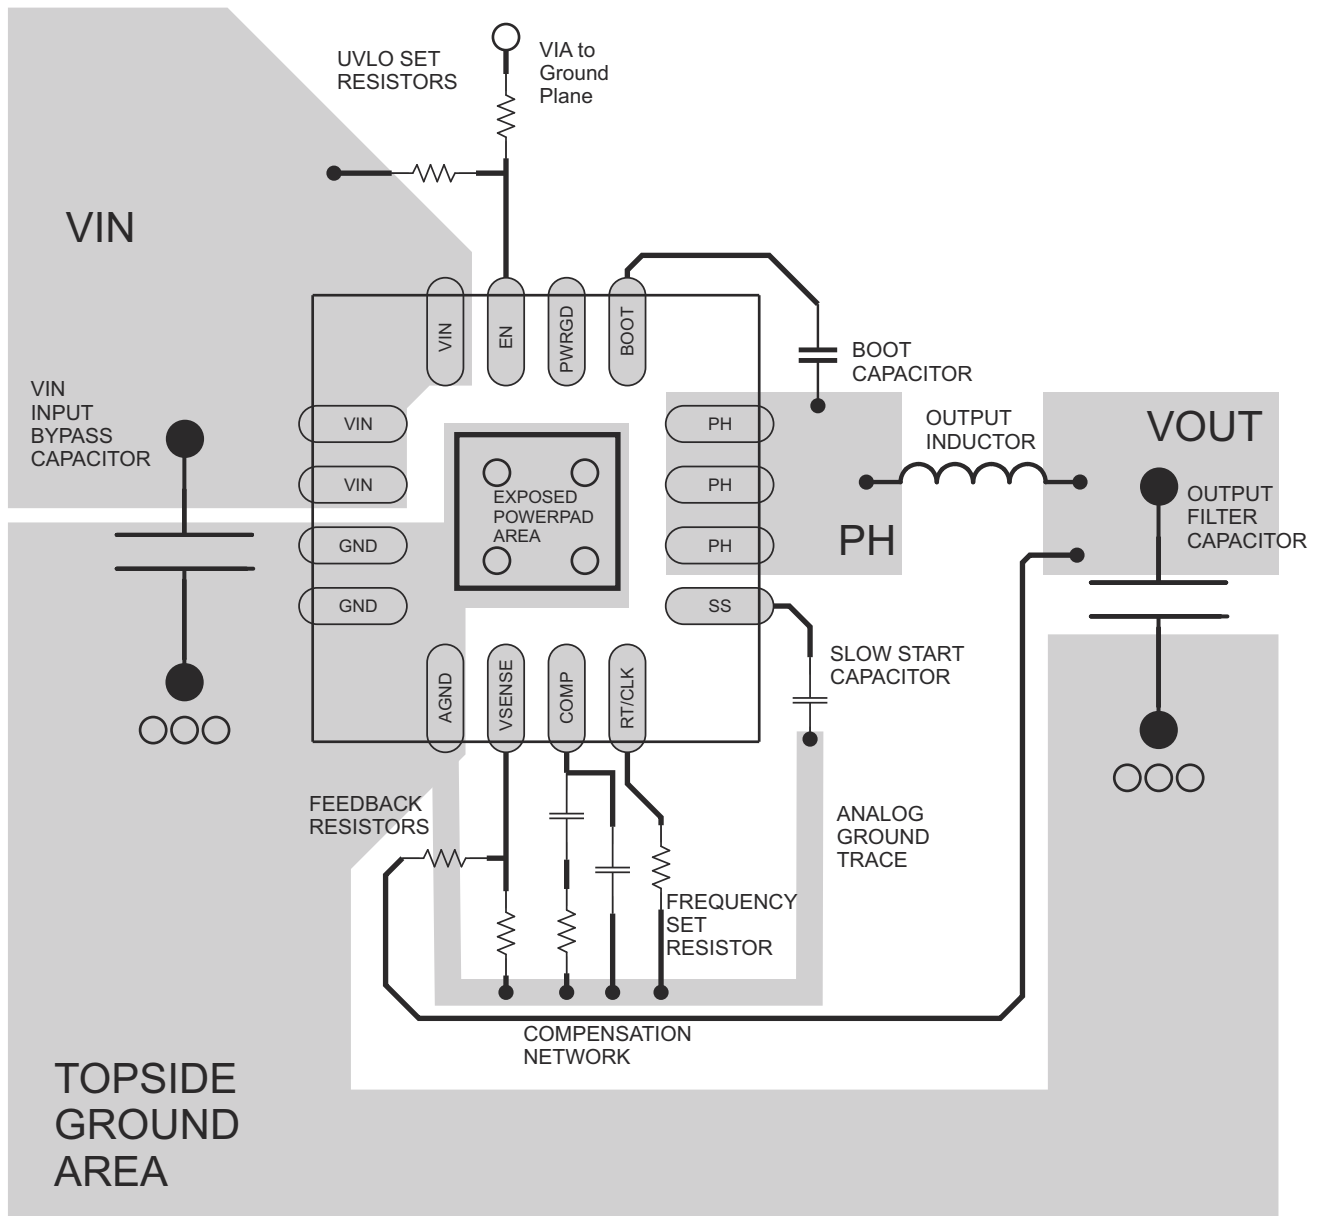 UVLO SET
RESISTORS
VIA to
Ground
Plane
VIN
VIN
EN
PWRGD
BOOT
BOOT
CAPACITOR
VIN
INPUT
BYPASS
CAPACITOR
VIN
VIN
GND
GND
EXPOSED
POWERPAD
AREA
PH
PH
PH
SS
PH
OUTPUT
INDUCTOR
VOUT
OUTPUT
FILTER
CAPACITOR
AGND
VSENSE
COMP
RT/CLK
SLOW START
CAPACITOR
FEEDBACK
RESISTORS
ANALOG
GROUND
TRACE
FREQUENCY
SET
RESISTOR
COMPENSATION
NETWORK
TOPSIDE
GROUND
AREA